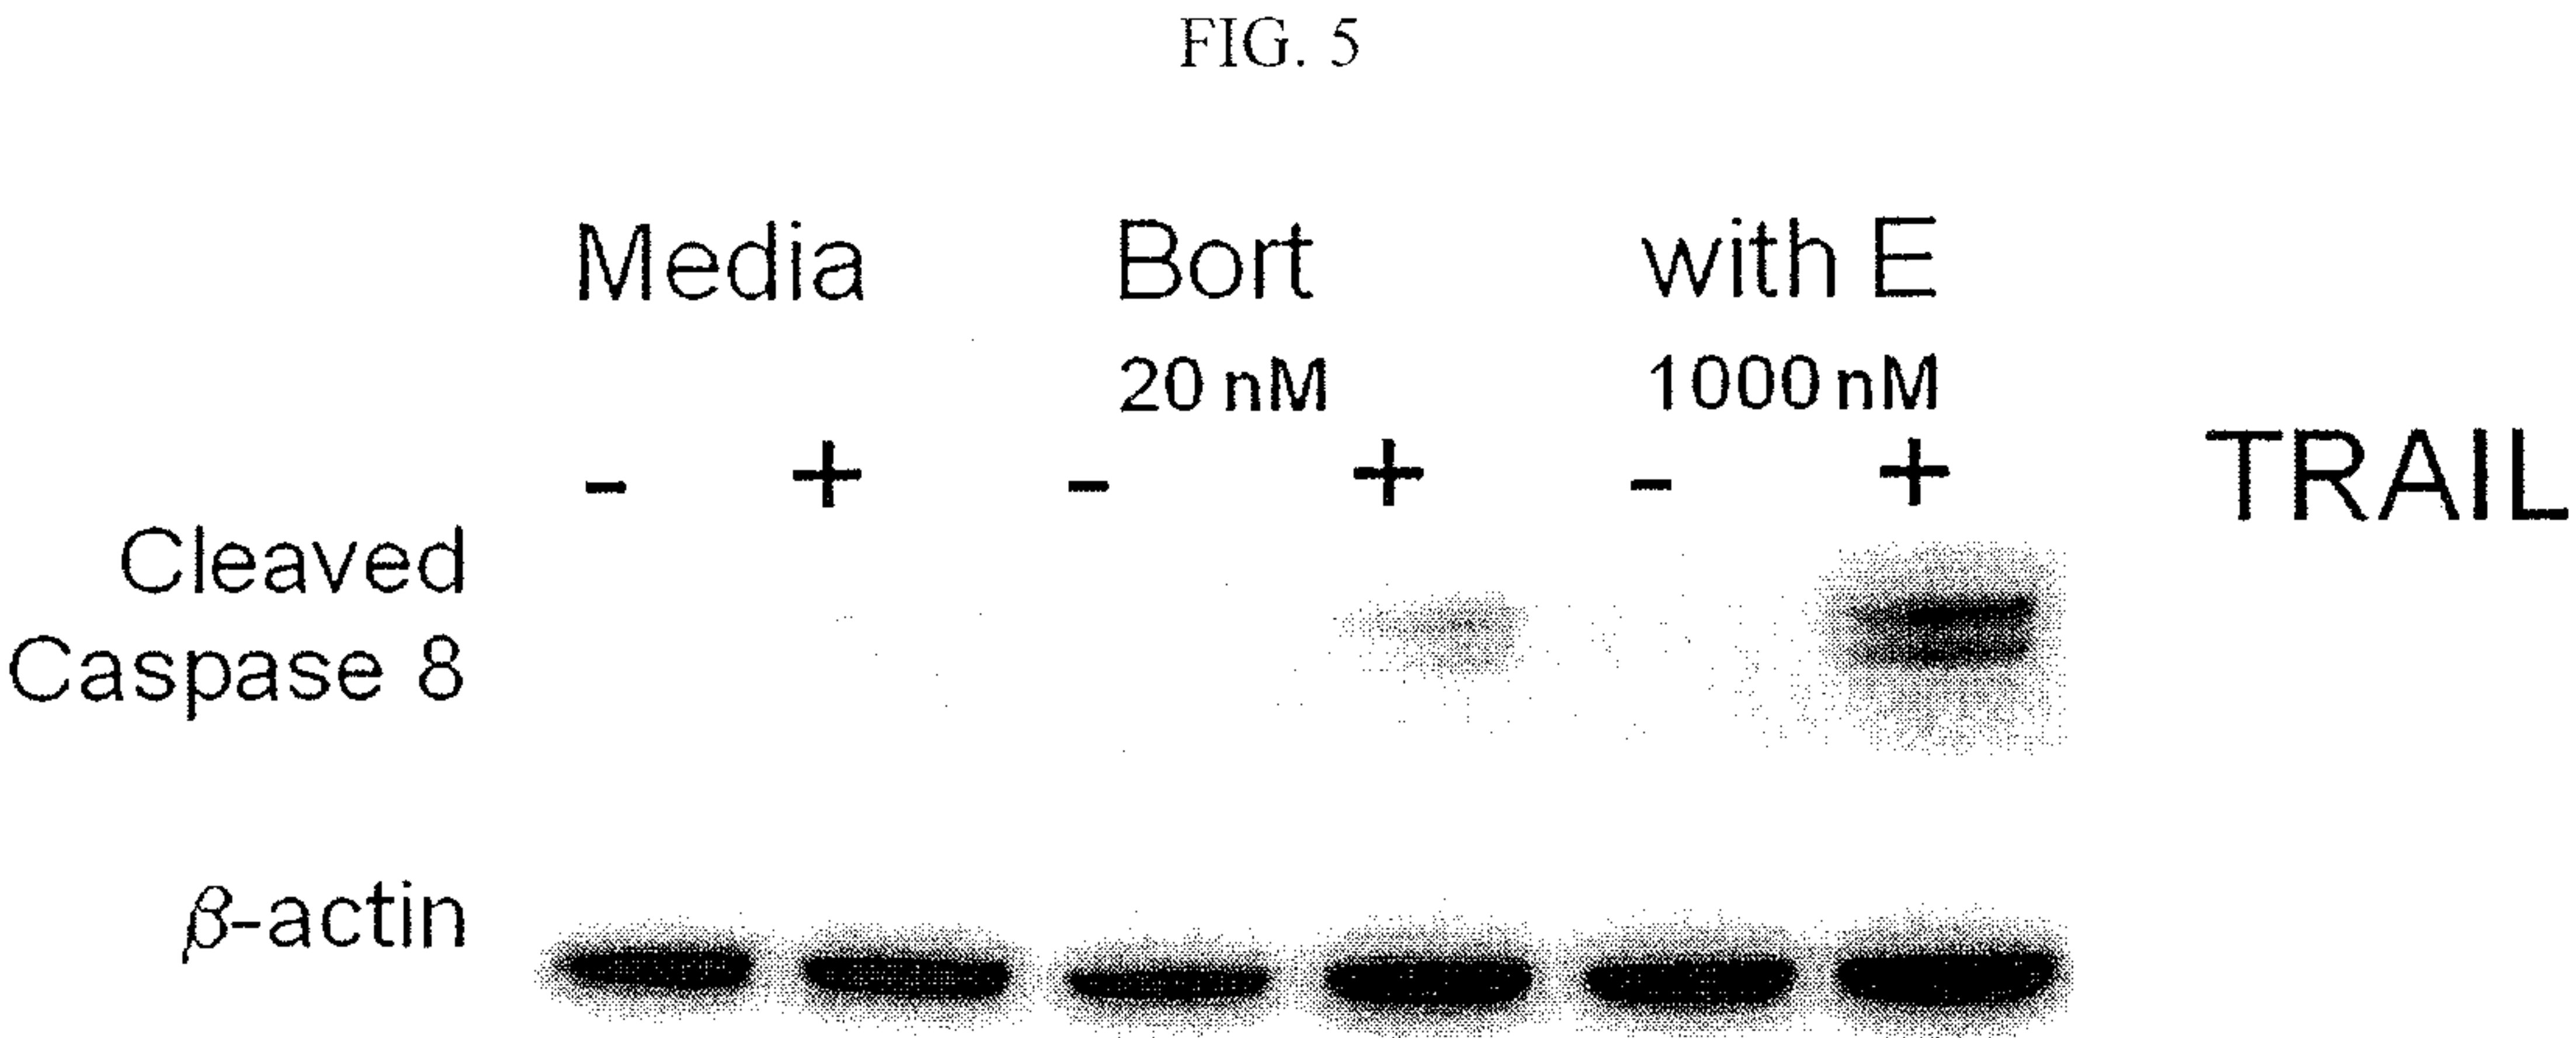 FIG. 5
Media Bort with E
20 nM 1000 nM
- + - + - + TRAIL
Cleaved
Caspase 8
β-actin